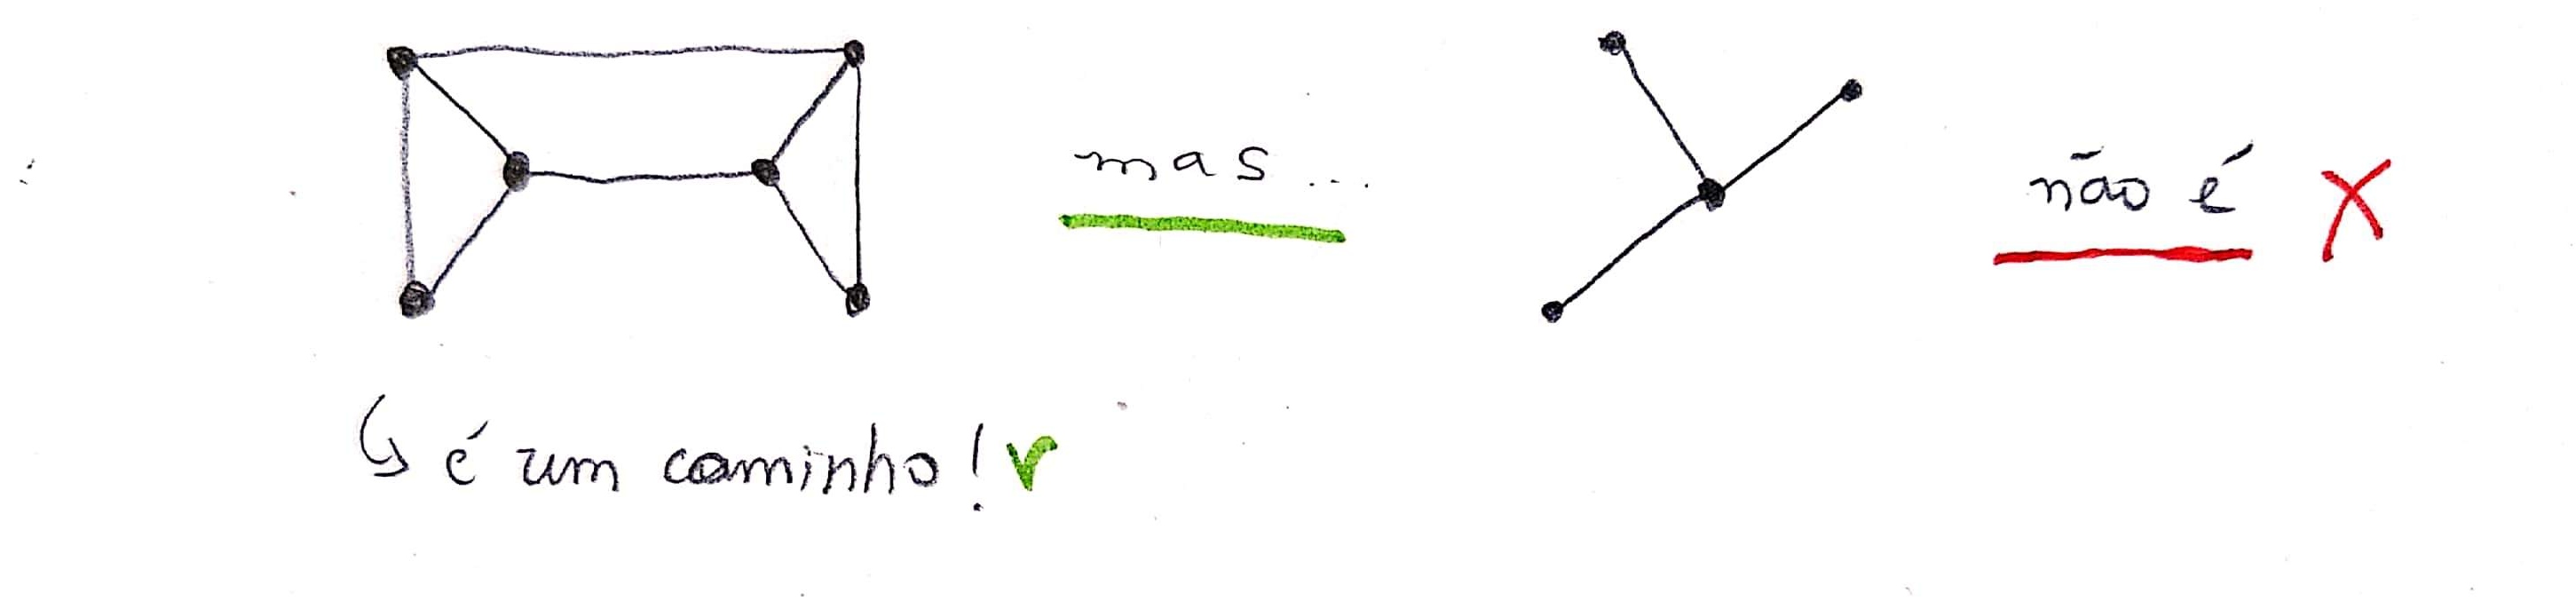 mas...
não é X
↳ é um caminho! ✓